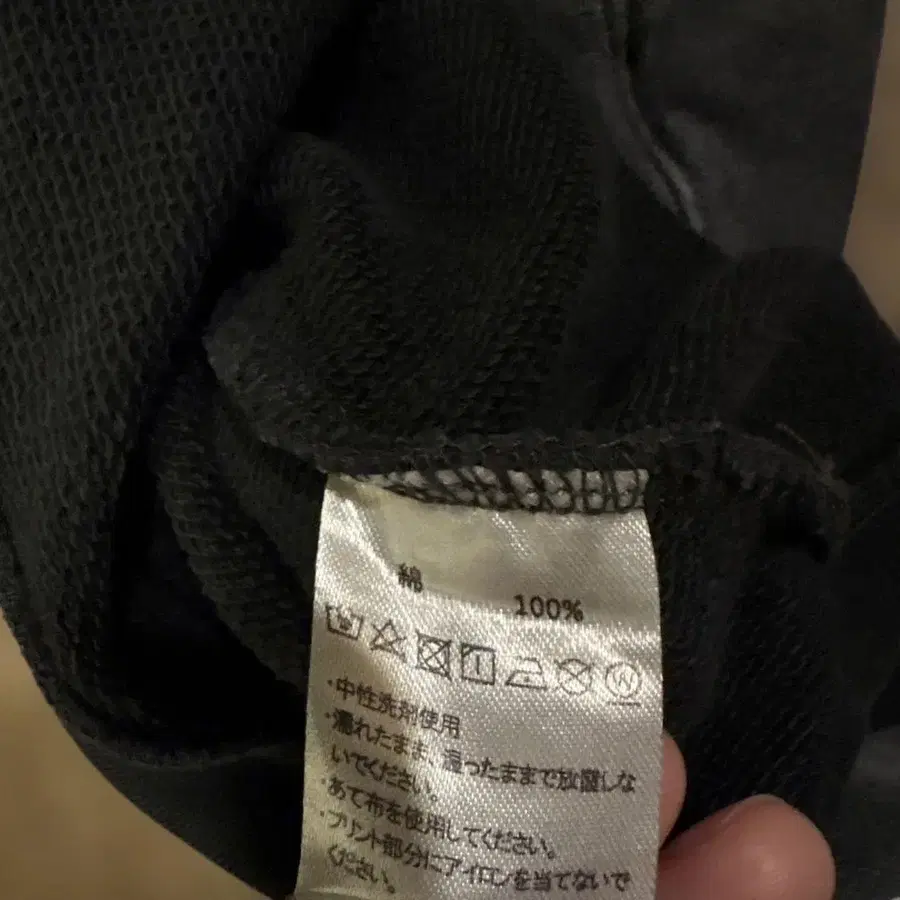 綿 100%
W
・中性洗剤使用
・濡れたまま、湿ったままで放置しな
いでください。
・あて布を使用してください。
・プリント部分にアイロンを当てないで
ください。